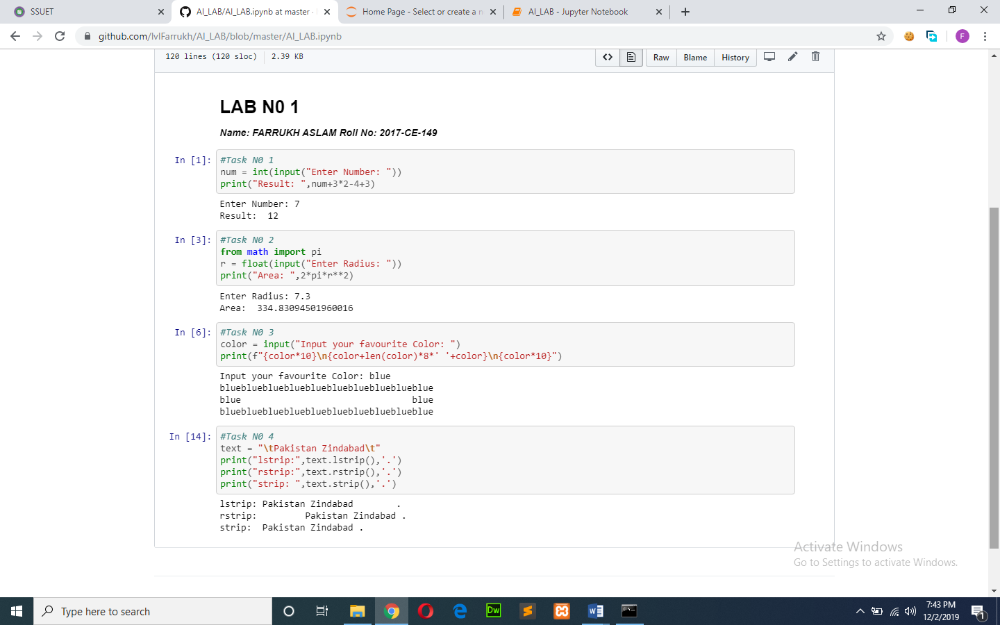 SSUET
AI_LAB/AI_LAB.ipynb at master ·
Home Page - Select or create a n
AI_LAB - Jupyter Notebook
github.com/lvlFarrukh/AI_LAB/blob/master/AI_LAB.ipynb
F
120 lines (120 sloc) 2.39 KB
<> Raw Blame History
LAB N0 1
Name: FARRUKH ASLAM Roll No: 2017-CE-149
In [1]: #Task N0 1
num = int(input("Enter Number: "))
print("Result: ",num+3*2-4+3)
Enter Number: 7
Result:  12
In [3]: #Task N0 2
from math import pi
r = float(input("Enter Radius: "))
print("Area: ",2*pi*r**2)
Enter Radius: 7.3
Area:  334.83094501960016
In [6]: #Task N0 3
color = input("Input your favourite Color: ")
print(f"{color*10}\n{color+len(color)*8*' '+color}\n{color*10}")
Input your favourite Color: blue
blueblueblueblueblueblueblueblueblueblue
blue                                blue
blueblueblueblueblueblueblueblueblueblue
In [14]: #Task N0 4
text = "\tPakistan Zindabad\t"
print("lstrip:",text.lstrip(),'.')
print("rstrip:",text.rstrip(),'.')
print("strip: ",text.strip(),'.')
lstrip: Pakistan Zindabad        .
rstrip:         Pakistan Zindabad .
strip:  Pakistan Zindabad .
Activate Windows
Go to Settings to activate Windows.
Type here to search
Dw
7:43 PM
12/2/2019
1